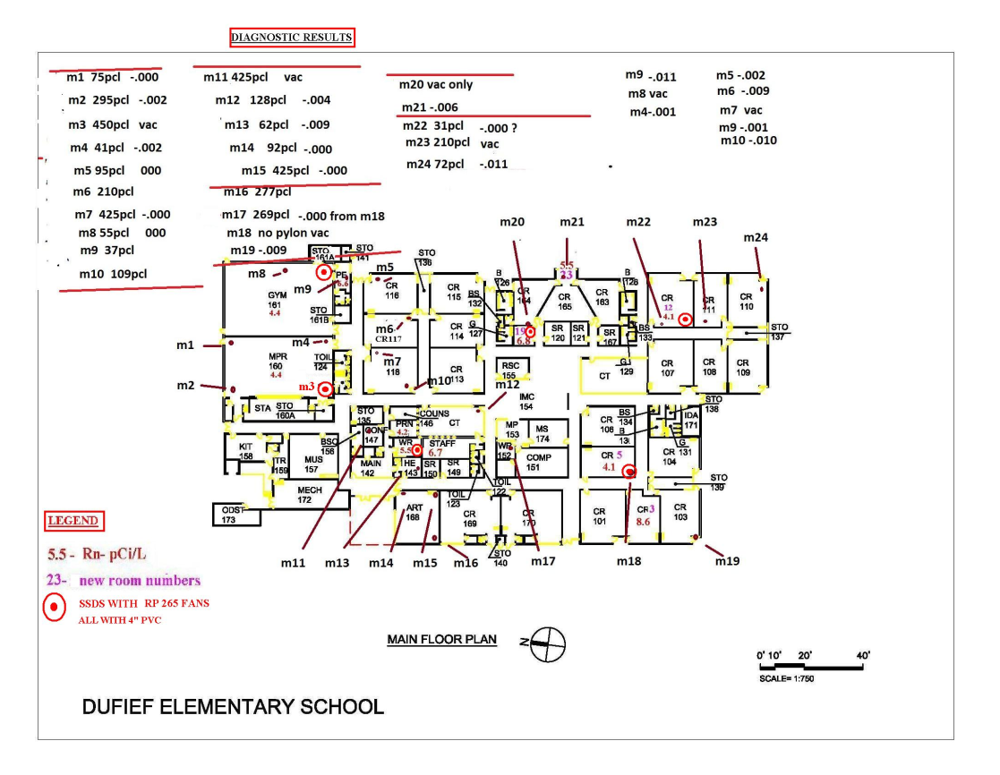 DIAGNOSTIC RESULTS
m1 75pcl -.000
m2 295pcl -.002
m3 450pcl vac
m4 41pcl -.002
m5 95pcl 000
m6 210pcl
m7 425pcl -.000
m8 55pcl 000
m9 37pcl
m10 109pcl
m11 425pcl vac
m12 128pcl -.004
m13 62pcl -.009
m14 92pcl -.000
m15 425pcl -.000
m16 277pcl
m17 269pcl -.000 from m18
m18 no pylon vac
m19 -.009
m20 vac only
m21 -.006
m22 31pcl -.000 ?
m23 210pcl vac
m24 72pcl -.011
m9 -.011
m8 vac
m4-.001
m5 -.002
m6 -.009
m7 vac
m9 -.001
m10 -.010
m20
m21
m22
m23
m24
STO
161A
STO
141
STO
136
m8
m5
m9
GYM
161
4.4
PE
6.6
STO
161B
CR
116
CR
115
B
126
BS
132
CR
164
5.5
23
CR
165
CR
163
B
128
CR
12
4.1
CR
111
CR
110
m1
m4
m6
CR117
CR
114
G
127
19
6.8
SR
120
SR
121
SR
167
BS
133
STO
137
MPR
160
4.4
TOIL
124
m7
118
CR
113
RSC
155
G
129
CT
CR
107
CR
108
CR
109
m2
m3
m10
m12
IMC
154
STA
STO
160A
STO
135
COUNS
146
CT
PRN
4.2
CONF
147
BSO
156
WR
5.5
STAFF
6.7
MP
153
MS
174
WR
152
COMP
151
CR
106
BS
134
B
IDA
171
STO
138
G
131
CR
104
CR 5
4.1
KIT
158
TR
159
MUS
157
MAIN
142
HE
143
SR
150
SR
149
TOIL
122
TOIL
123
STO
139
MECH
172
ODST
173
ART
168
CR
169
CR
170
STO
140
CR
101
CR 3
8.6
CR
103
m11
m13
m14
m15
m16
m17
m18
m19
LEGEND
5.5 - Rn- pCi/L
23- new room numbers
SSDS WITH RP 265 FANS
ALL WITH 4" PVC
MAIN FLOOR PLAN
N
0' 10' 20' 40'
SCALE= 1:750
DUFIEF ELEMENTARY SCHOOL